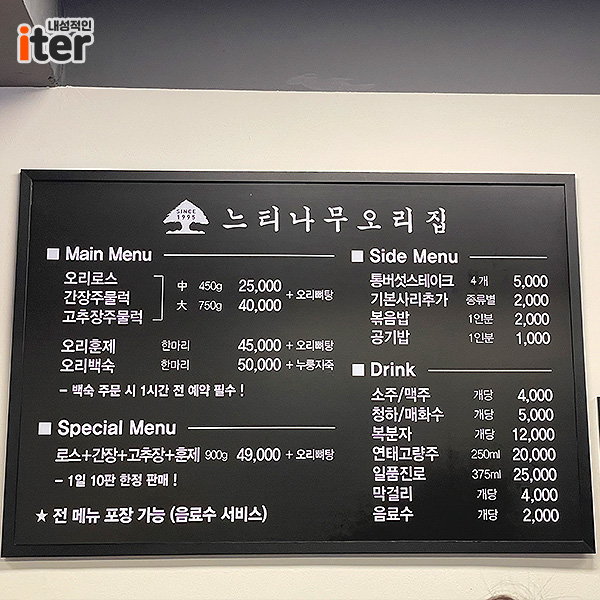 내성적인
iter
SINCE
1995
느티나무오리집
■ Main Menu
오리로스
간장주물럭
고추장주물럭
中 450g 25,000
大 750g 40,000
+ 오리뼈탕
오리훈제 한마리 45,000 + 오리뼈탕
오리백숙 한마리 50,000 + 누룽지죽
– 백숙 주문 시 1시간 전 예약 필수 !
■ Special Menu
로스+간장+고추장+훈제 900g 49,000 + 오리뼈탕
– 1일 10판 한정 판매 !
★ 전 메뉴 포장 가능 (음료수 서비스)
■ Side Menu
통버섯스테이크 4개 5,000
기본사리추가 종류별 2,000
볶음밥 1인분 2,000
공기밥 1인분 1,000
■ Drink
소주/맥주 개당 4,000
청하/매화수 개당 5,000
복분자 개당 12,000
연태고량주 250ml 20,000
일품진로 375ml 25,000
막걸리 개당 4,000
음료수 개당 2,000